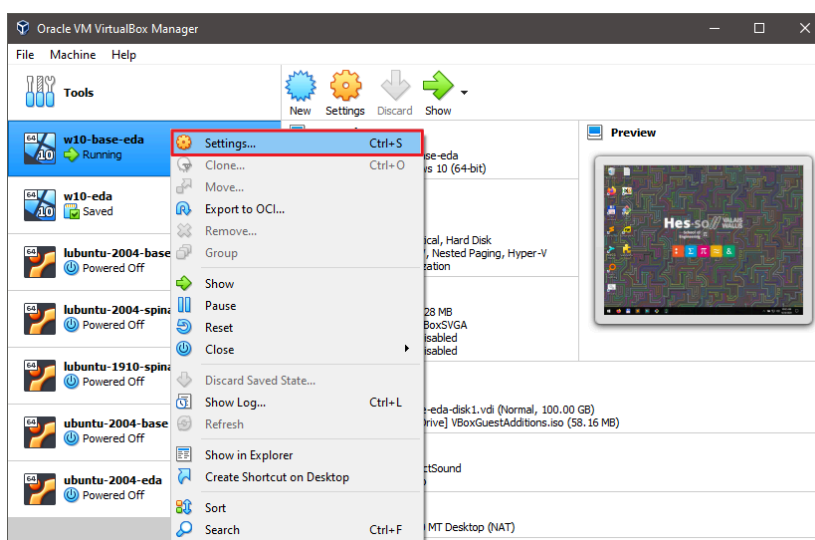 Oracle VM VirtualBox Manager
File Machine Help
Tools
New Settings Discard Show
w10-base-eda
Running
w10-eda
Saved
lubuntu-2004-base
Powered Off
lubuntu-2004-spina
Powered Off
lubuntu-1910-spina
Powered Off
ubuntu-2004-base
Powered Off
ubuntu-2004-eda
Powered Off
Settings... Ctrl+S
Clone... Ctrl+O
Move...
Export to OCI...
Remove...
Group
Show
Pause
Reset
Close
Discard Saved State...
Show Log... Ctrl+L
Refresh
Show in Explorer
Create Shortcut on Desktop
Sort
Search Ctrl+F
se-eda
s 10 (64-bit)
ical, Hard Disk
, Nested Paging, Hyper-V
zation
28 MB
BoxSVGA
isabled
isabled
-eda-disk1.vdi (Normal, 100.00 GB)
Drive] VBoxGuestAdditions.iso (58.16 MB)
ctSound
MT Desktop (NAT)
Preview
Hes·so// VALAIS
WALLIS
Σ π ≈ &